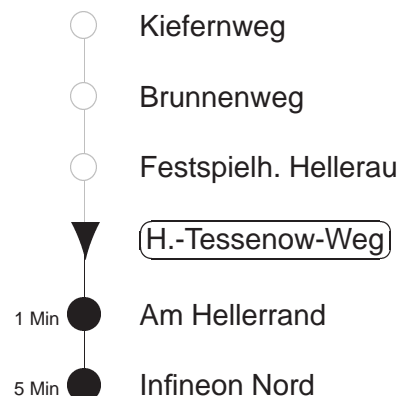 Kiefernweg
Brunnenweg
Festspielh. Hellerau
H.-Tessenow-Weg
1 Min Am Hellerrand
5 Min Infineon Nord